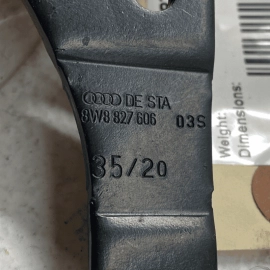 DE STA
8W8 827 606 03S
35/20
Weight:
Dimensions: